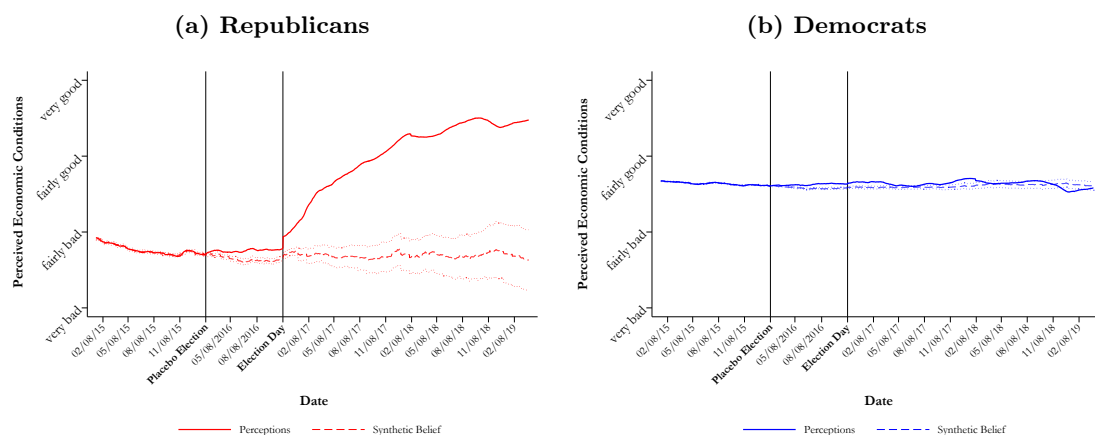 (a) Republicans
Perceived Economic Conditions
very good
fairly good
fairly bad
very bad
02/08/15
05/08/15
08/08/15
11/08/15
Placebo Election
05/08/2016
08/08/2016
Election Day
02/08/17
05/08/17
08/08/17
11/08/17
02/08/18
05/08/18
08/08/18
11/08/18
02/08/19
Date
Perceptions
Synthetic Belief
(b) Democrats
Perceived Economic Conditions
very good
fairly good
fairly bad
very bad
02/08/15
05/08/15
08/08/15
11/08/15
Placebo Election
05/08/2016
08/08/2016
Election Day
02/08/17
05/08/17
08/08/17
11/08/17
02/08/18
05/08/18
08/08/18
11/08/18
02/08/19
Date
Perceptions
Synthetic Belief